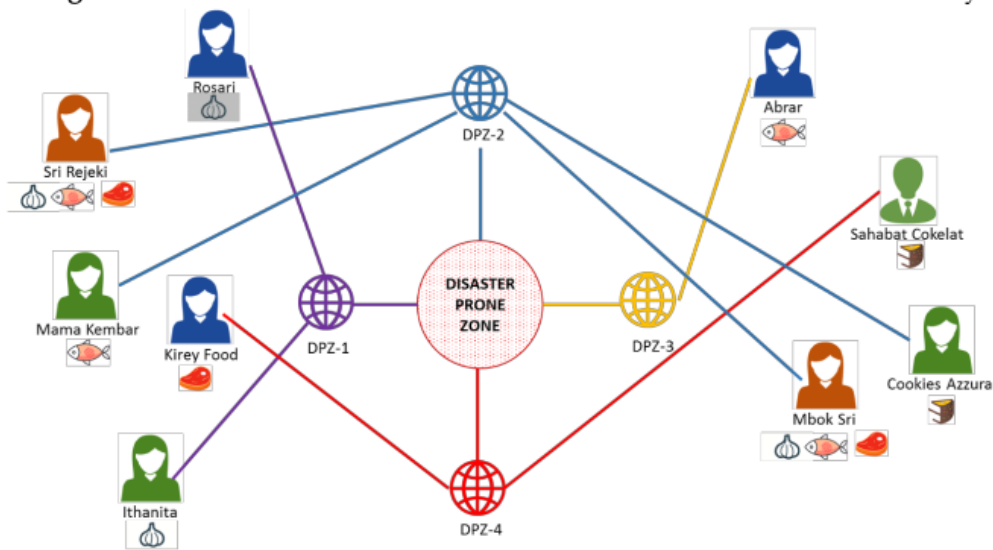 Rosari
DPZ-2
Abrar
Sri Rejeki
Sahabat Cokelat
DISASTER
PRONE
ZONE
Mama Kembar
Kirey Food
DPZ-1
DPZ-3
Cookies Azzura
Mbok Sri
Ithanita
DPZ-4